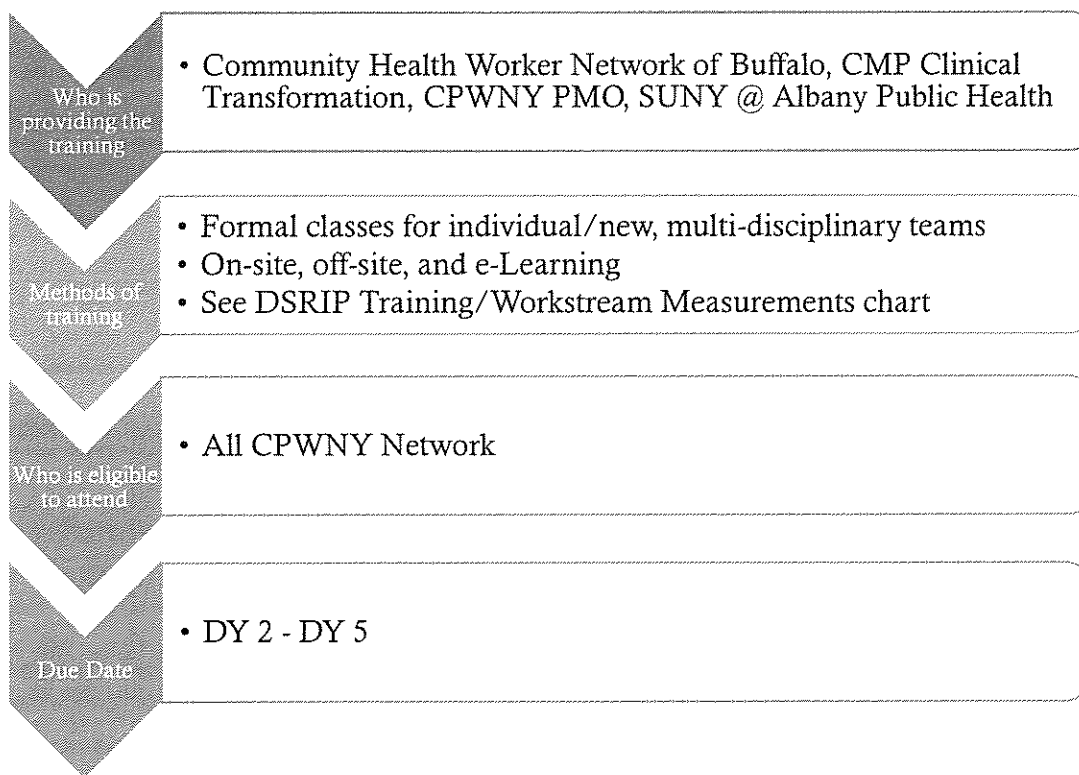 Who is
providing the
training
• Community Health Worker Network of Buffalo, CMP Clinical
Transformation, CPWNY PMO, SUNY @ Albany Public Health
Methods of
training
• Formal classes for individual/new, multi-disciplinary teams
• On-site, off-site, and e-Learning
• See DSRIP Training/Workstream Measurements chart
Who is eligible
to attend
• All CPWNY Network
Due Date
• DY 2 - DY 5